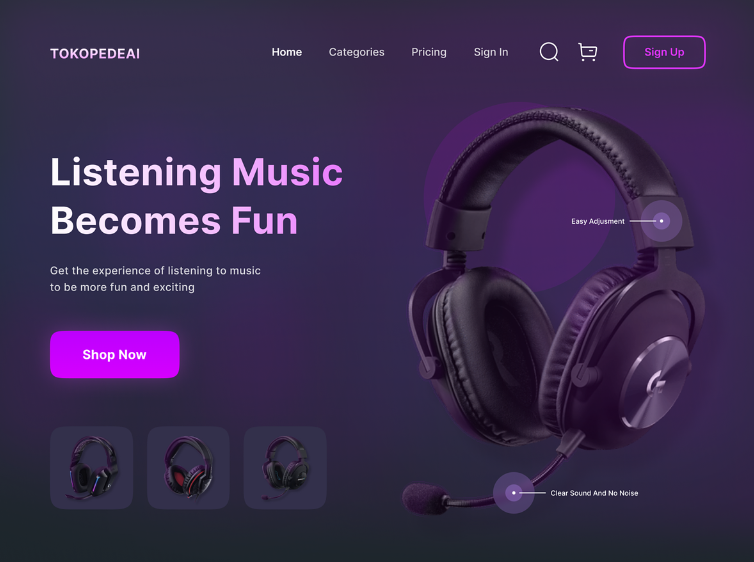 TOKOPEDEAI
Home Categories Pricing Sign In Sign Up
Listening Music
Becomes Fun
Get the experience of listening to music
to be more fun and exciting
Shop Now
Easy Adjusment
Clear Sound And No Noise